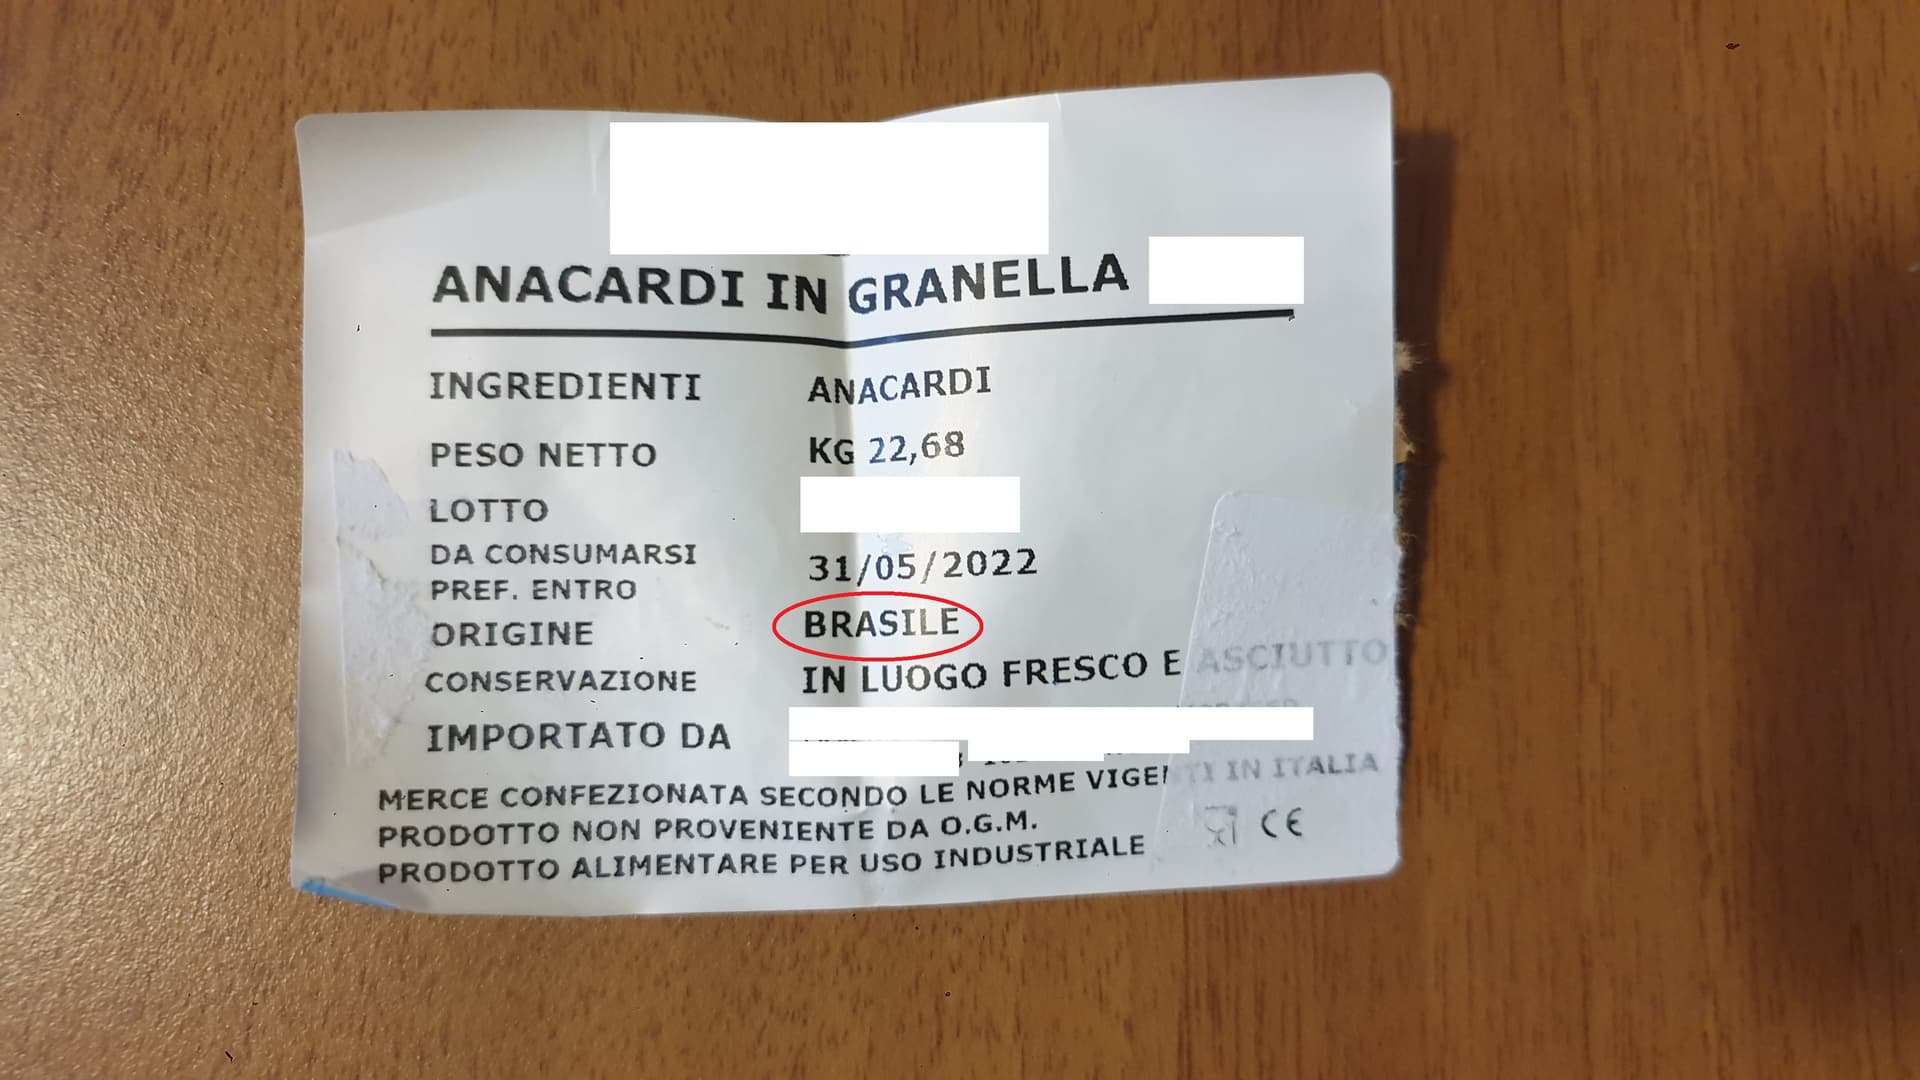 ANACARDI IN GRANELLA
INGREDIENTI ANACARDI
PESO NETTO KG 22,68
LOTTO
DA CONSUMARSI
PREF. ENTRO 31/05/2022
ORIGINE BRASILE
CONSERVAZIONE IN LUOGO FRESCO E ASCIUTTO
IMPORTATO DA
MERCE CONFEZIONATA SECONDO LE NORME VIGENTI IN ITALIA
PRODOTTO NON PROVENIENTE DA O.G.M.
PRODOTTO ALIMENTARE PER USO INDUSTRIALE CE